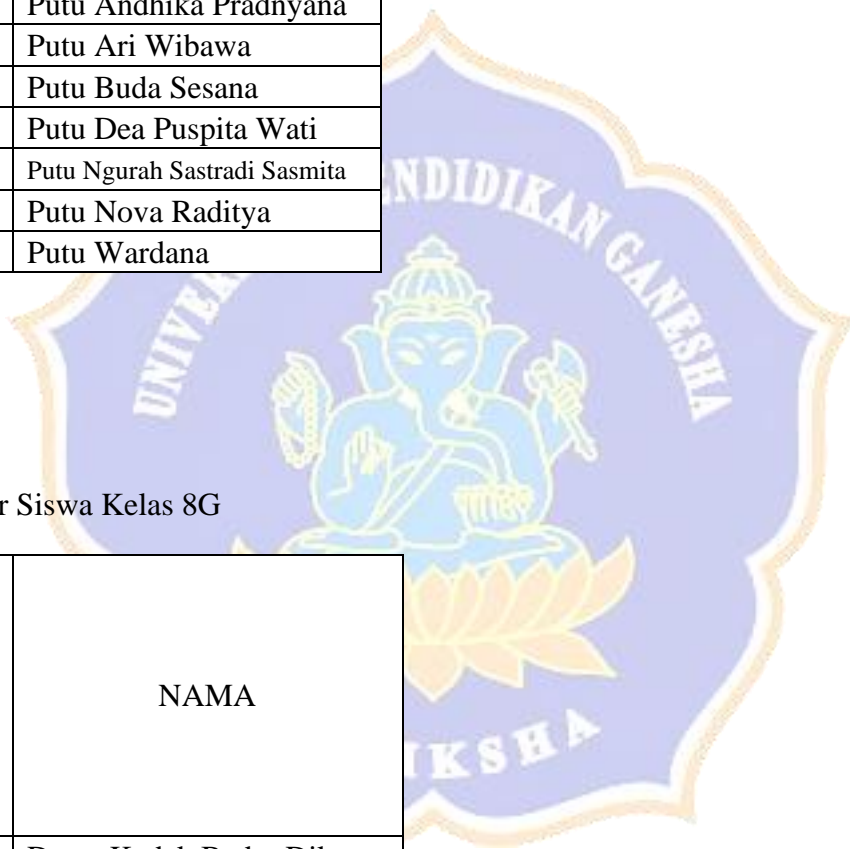 Putu Andhika Pradnyana
Putu Ari Wibawa
Putu Buda Sesana
Putu Dea Puspita Wati
Putu Ngurah Sastradi Sasmita
Putu Nova Raditya
Putu Wardana
NDIDIKAN GANESHA
UNIVER
r Siswa Kelas 8G
NAMA
IKSHA